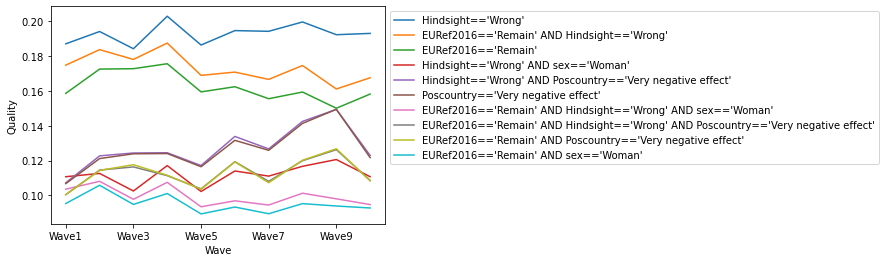 Quality
0.20
0.18
0.16
0.14
0.12
0.10
Wave1
Wave3
Wave5
Wave7
Wave9
Wave
Hindsight=='Wrong'
EURef2016=='Remain' AND Hindsight=='Wrong'
EURef2016=='Remain'
Hindsight=='Wrong' AND sex=='Woman'
Hindsight=='Wrong' AND Poscountry=='Very negative effect'
Poscountry=='Very negative effect'
EURef2016=='Remain' AND Hindsight=='Wrong' AND sex=='Woman'
EURef2016=='Remain' AND Hindsight=='Wrong' AND Poscountry=='Very negative effect'
EURef2016=='Remain' AND Poscountry=='Very negative effect'
EURef2016=='Remain' AND sex=='Woman'